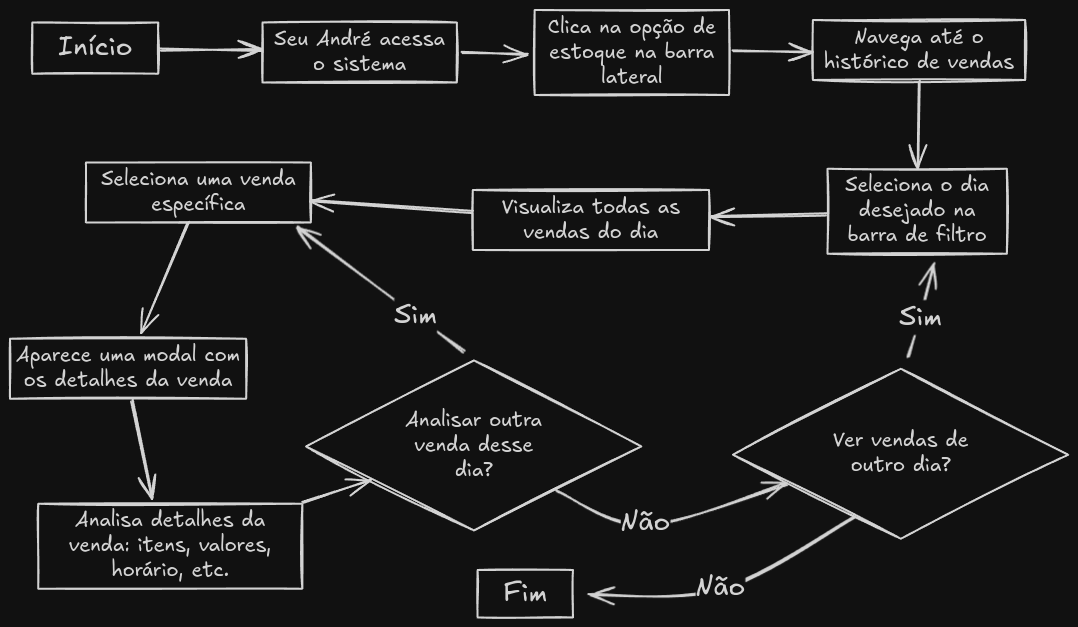 Início
Seu André acessa
o sistema
Clica na opção de
estoque na barra
lateral
Navega até o
histórico de vendas
Seleciona o dia
desejado na
barra de filtro
Visualiza todas as
vendas do dia
Seleciona uma venda
específica
Aparece uma modal com
os detalhes da venda
Analisa detalhes da
venda: itens, valores,
horário, etc.
Analisar outra
venda desse
dia?
Sim
Não
Ver vendas de
outro dia?
Sim
Não
Fim